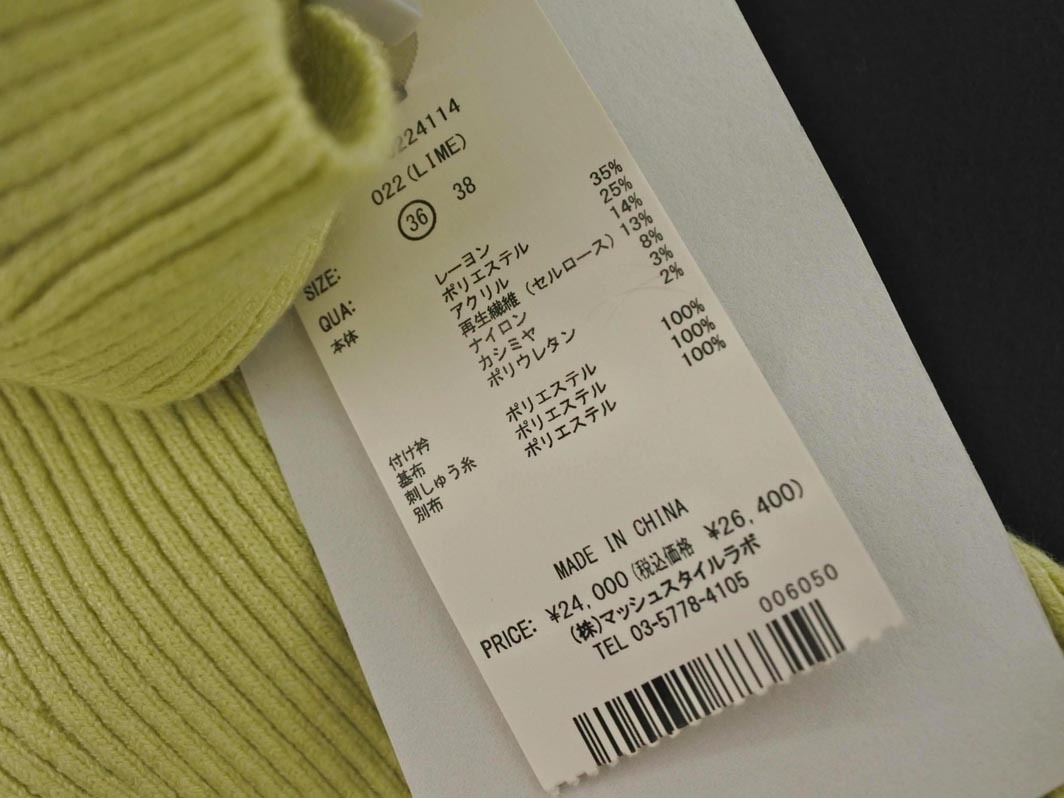 224114
022(LIME)
SIZE: 36 38
QUA:
本体 レーヨン 35%
ポリエステル 25%
アクリル 14%
再生繊維(セルロース) 13%
ナイロン 8%
カシミヤ 3%
ポリウレタン 2%
付け衿
基布 ポリエステル 100%
刺しゅう糸 ポリエステル 100%
別布 ポリエステル 100%
MADE IN CHINA
PRICE: ¥24,000(税込価格 ¥26,400)
(株)マッシュスタイルラボ
TEL 03-5778-4105
006050